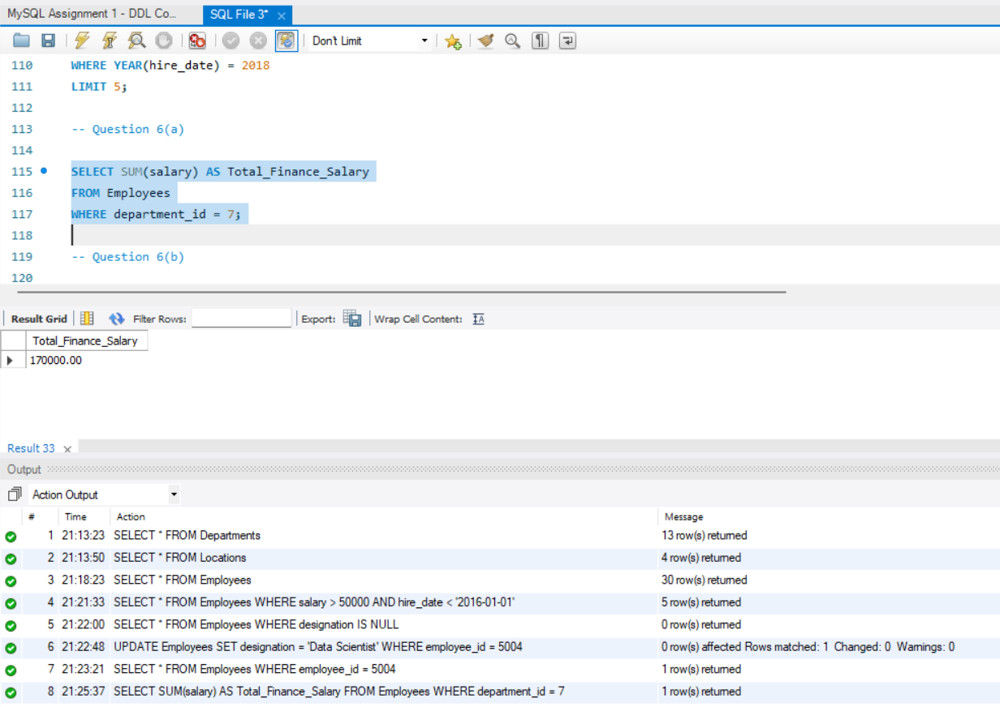 MySQL Assignment 1 - DDL Co... SQL File 3*
Don't Limit
110 WHERE YEAR(hire_date) = 2018
111 LIMIT 5;
112
113 -- Question 6(a)
114
115 SELECT SUM(salary) AS Total_Finance_Salary
116 FROM Employees
117 WHERE department_id = 7;
118
119 -- Question 6(b)
120
Result Grid Filter Rows: Export: Wrap Cell Content:
Total_Finance_Salary
170000.00
Result 33
Output
Action Output
# Time Action Message
1 21:13:23 SELECT * FROM Departments 13 row(s) returned
2 21:13:50 SELECT * FROM Locations 4 row(s) returned
3 21:18:23 SELECT * FROM Employees 30 row(s) returned
4 21:21:33 SELECT * FROM Employees WHERE salary > 50000 AND hire_date < '2016-01-01' 5 row(s) returned
5 21:22:00 SELECT * FROM Employees WHERE designation IS NULL 0 row(s) returned
6 21:22:48 UPDATE Employees SET designation = 'Data Scientist' WHERE employee_id = 5004 0 row(s) affected Rows matched: 1 Changed: 0 Warnings: 0
7 21:23:21 SELECT * FROM Employees WHERE employee_id = 5004 1 row(s) returned
8 21:25:37 SELECT SUM(salary) AS Total_Finance_Salary FROM Employees WHERE department_id = 7 1 row(s) returned